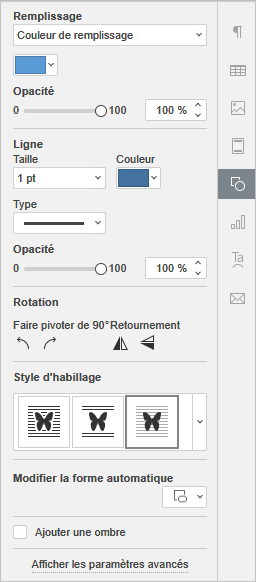 Remplissage
Couleur de remplissage
Opacité
0 100 100 %
Ligne
Taille Couleur
1 pt
Type
Opacité
0 100 100 %
Rotation
Faire pivoter de 90° Retournement
Style d'habillage
Modifier la forme automatique
Ajouter une ombre
Afficher les paramètres avancés
Ta